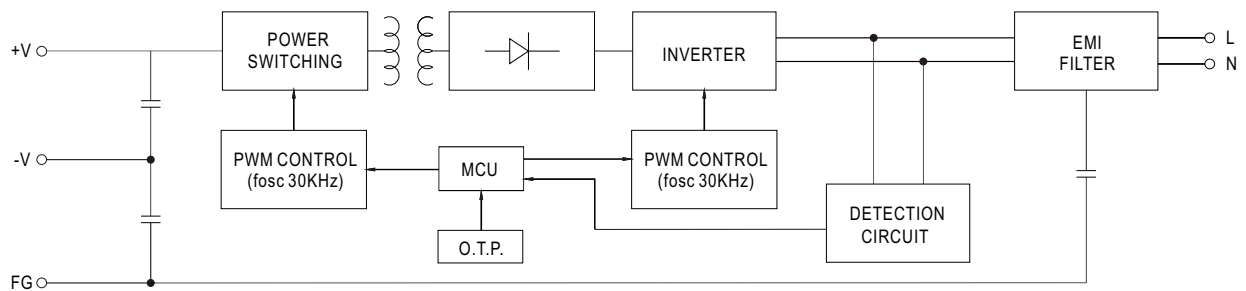 +V
POWER
SWITCHING
INVERTER
EMI
FILTER
L
N
-V
PWM CONTROL
(fosc 30KHz)
MCU
PWM CONTROL
(fosc 30KHz)
DETECTION
CIRCUIT
O.T.P.
FG